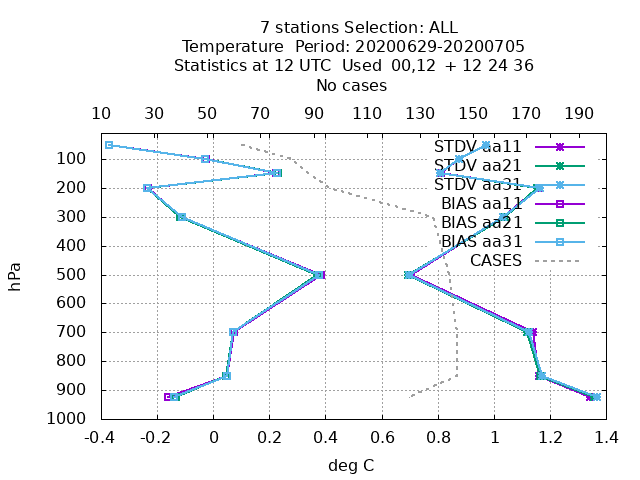 7 stations Selection: ALL
Temperature  Period: 20200629-20200705
Statistics at 12 UTC  Used  00,12  + 12 24 36
No cases
10 30 50 70 90 110 130 150 170 190
STDV aa11
STDV aa21
STDV aa31
BIAS aa11
BIAS aa21
BIAS aa31
CASES
100
200
300
400
500
600
700
800
900
1000
hPa
-0.4 -0.2 0 0.2 0.4 0.6 0.8 1 1.2 1.4
deg C